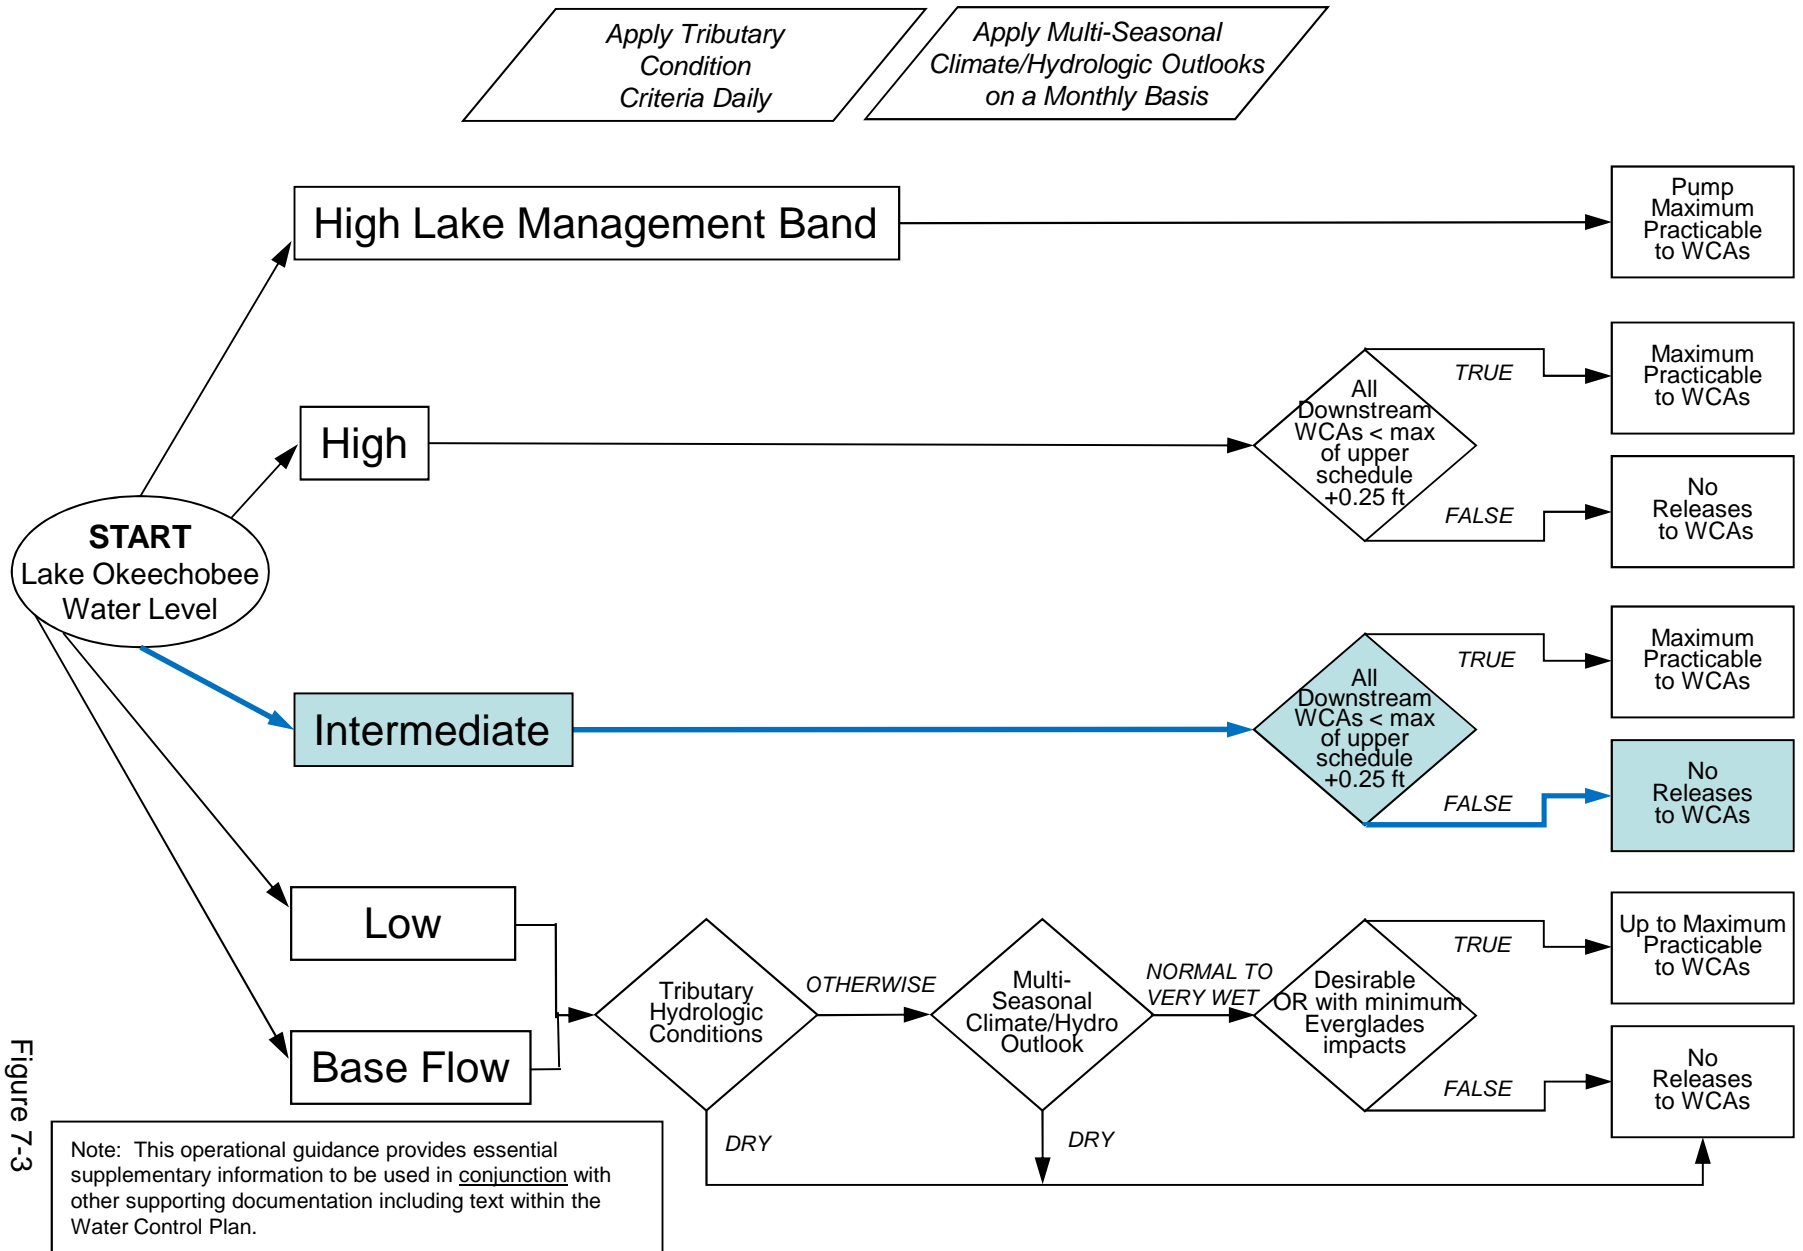 Apply Tributary
Condition
Criteria Daily
Apply Multi-Seasonal
Climate/Hydrologic Outlooks
on a Monthly Basis
High Lake Management Band
Pump
Maximum
Practicable
to WCAs
High
All
Downstream
WCAs < max
of upper
schedule
+0.25 ft
TRUE
Maximum
Practicable
to WCAs
FALSE
No
Releases
to WCAs
START
Lake Okeechobee
Water Level
Intermediate
All
Downstream
WCAs < max
of upper
schedule
+0.25 ft
TRUE
Maximum
Practicable
to WCAs
FALSE
No
Releases
to WCAs
Low
Base Flow
Tributary
Hydrologic
Conditions
OTHERWISE
Multi-
Seasonal
Climate/Hydro
Outlook
NORMAL TO
VERY WET
Desirable
OR with minimum
Everglades
impacts
TRUE
Up to Maximum
Practicable
to WCAs
FALSE
No
Releases
to WCAs
DRY
DRY
Figure 7-3
Note: This operational guidance provides essential
supplementary information to be used in conjunction with
other supporting documentation including text within the
Water Control Plan.